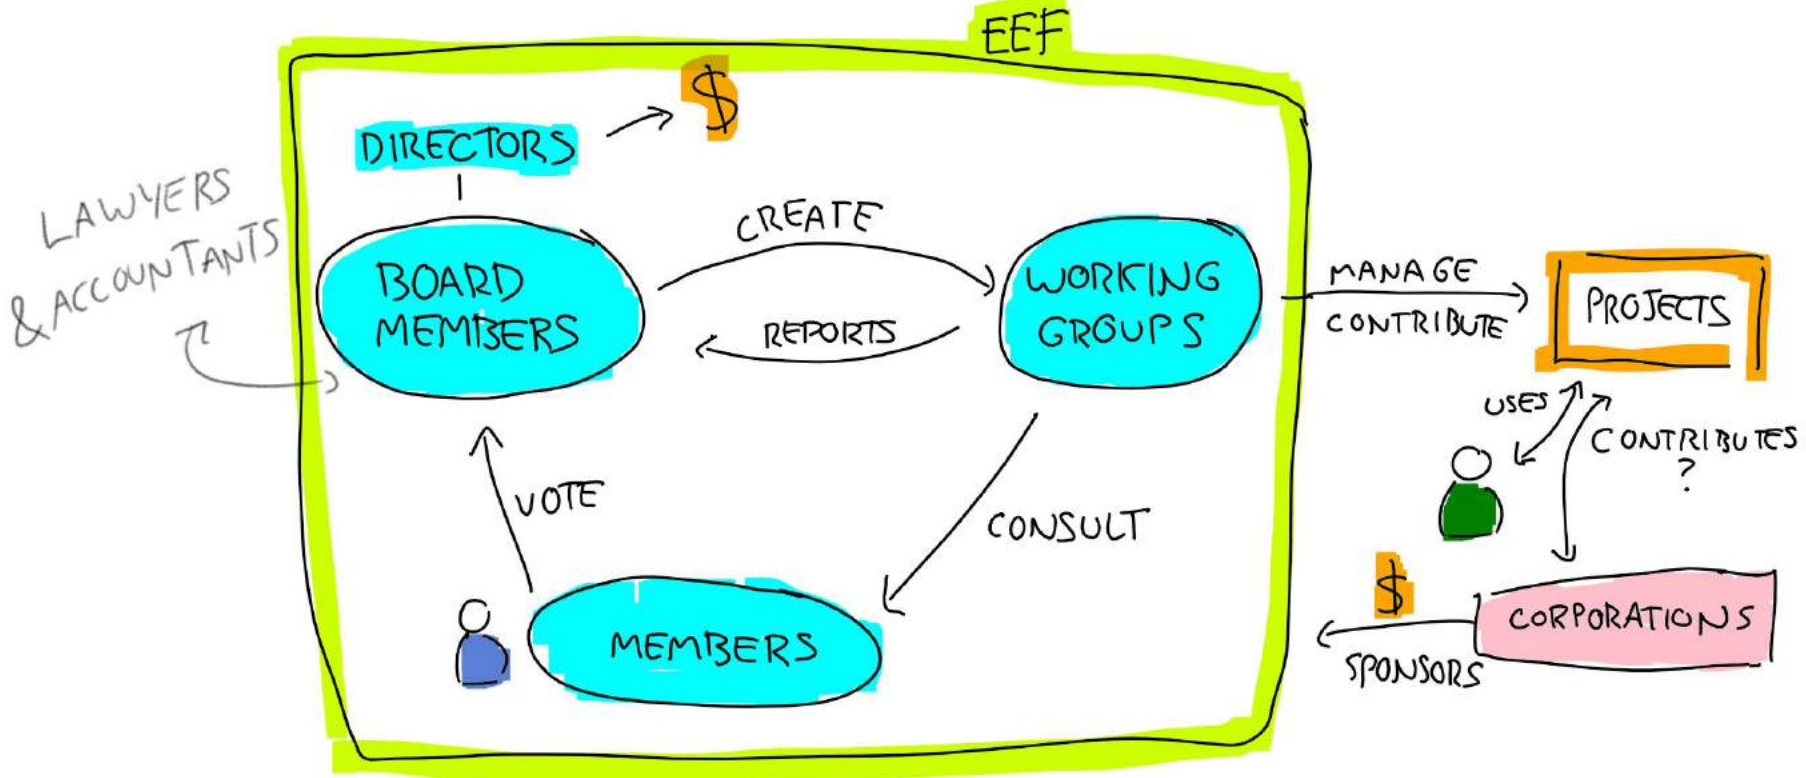 EEF
$
DIRECTORS
LAWYERS
& ACCOUNTANTS
BOARD
MEMBERS
CREATE
REPORTS
WORKING
GROUPS
MANAGE
CONTRIBUTE
PROJECTS
USES
CONTRIBUTES
?
VOTE
CONSULT
MEMBERS
$
SPONSORS
CORPORATIONS